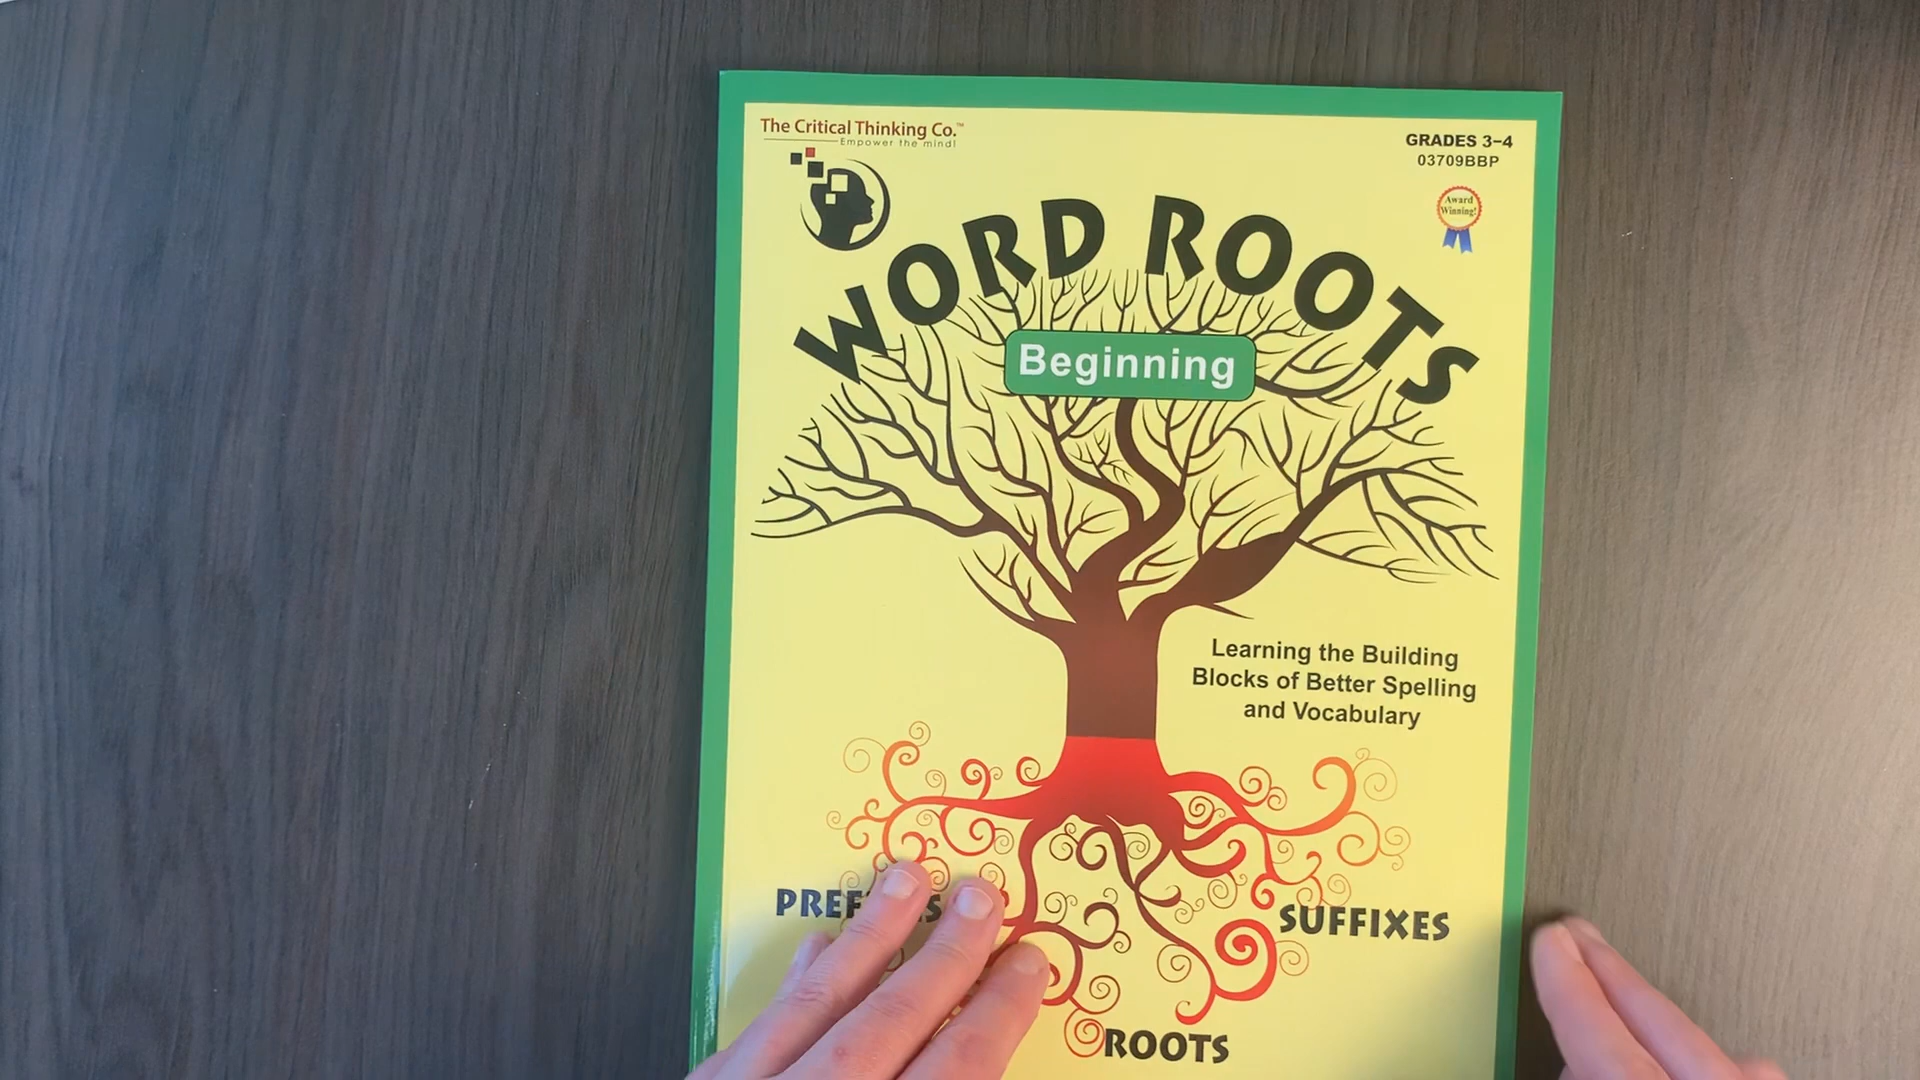 The Critical Thinking Co.™
Empower the mind!
GRADES 3–4
03709BBP
Award
Winning!
WORD ROOTS
Beginning
Learning the Building
Blocks of Better Spelling
and Vocabulary
SUFFIXES
ROOTS